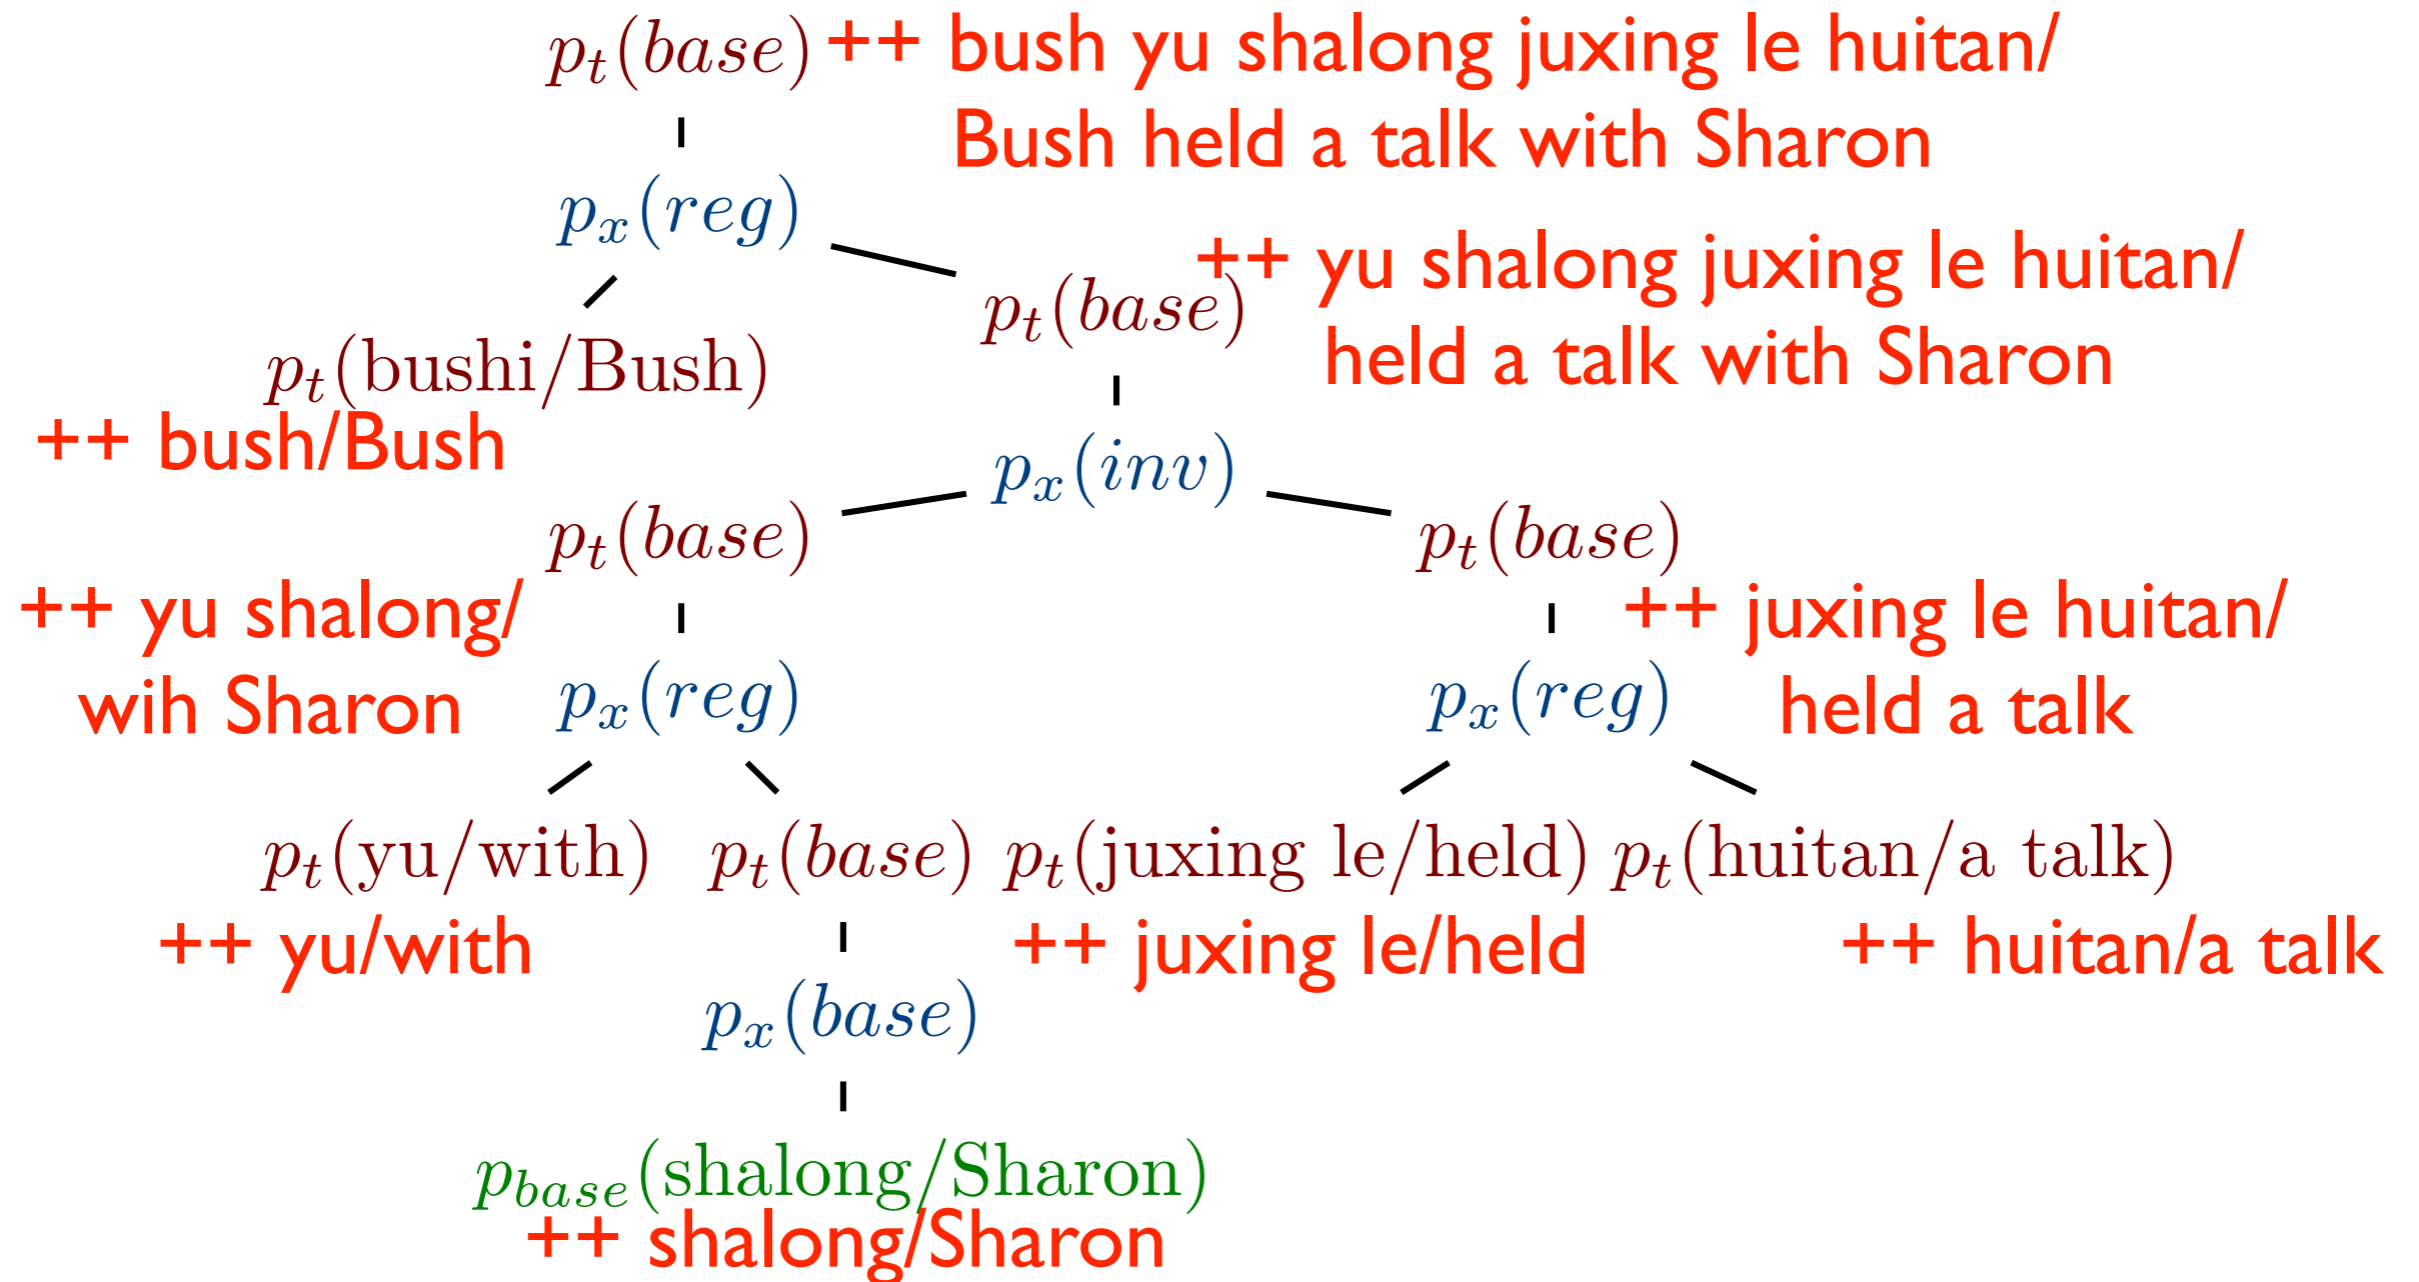 p_t(base) ++ bush yu shalong juxing le huitan/
Bush held a talk with Sharon
p_x(reg)
++ yu shalong juxing le huitan/
p_t(base)
held a talk with Sharon
p_t(bushi/Bush)
++ bush/Bush
p_x(inv)
p_t(base)
p_t(base)
++ yu shalong/
wih Sharon
++ juxing le huitan/
held a talk
p_x(reg)
p_x(reg)
p_t(yu/with) p_t(base) p_t(juxing le/held) p_t(huitan/a talk)
++ yu/with
++ juxing le/held
++ huitan/a talk
p_x(base)
p_base(shalong/Sharon)
++ shalong/Sharon